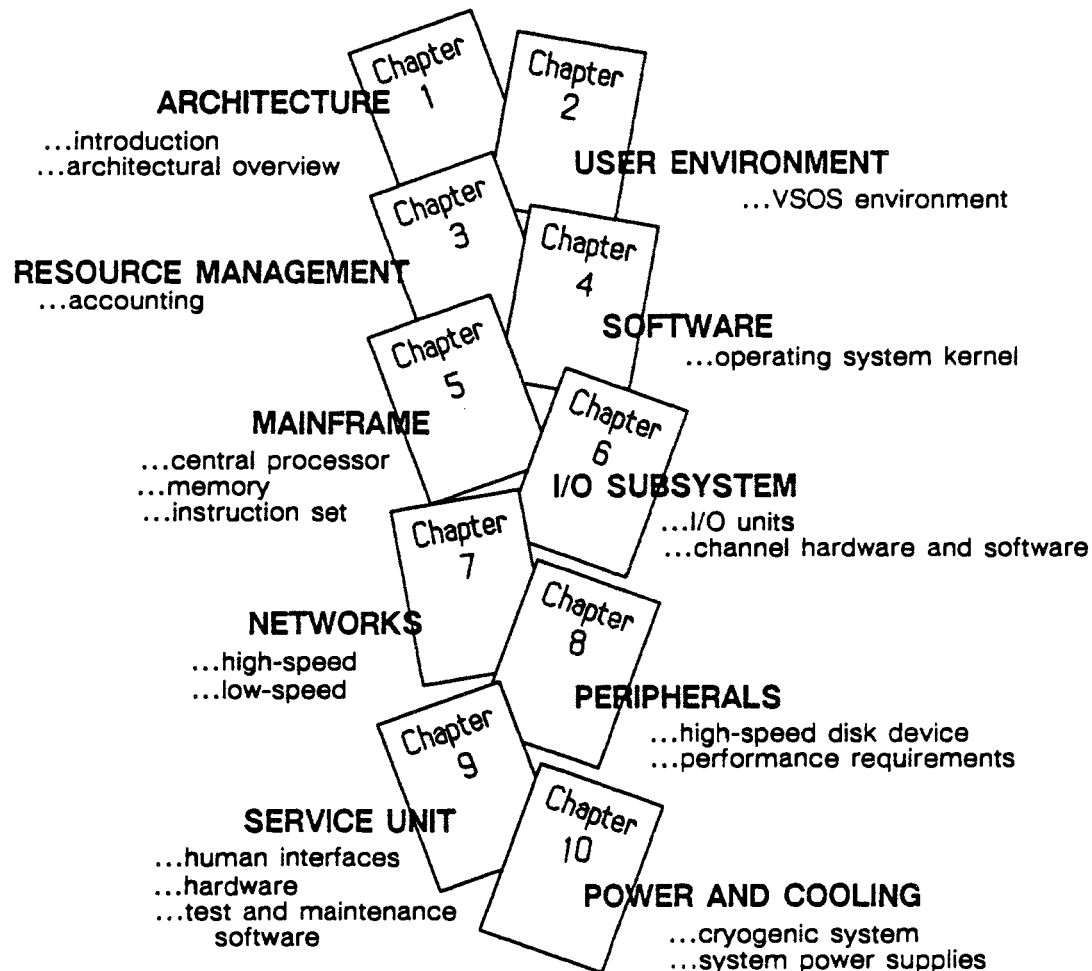 Chapter
1
ARCHITECTURE
...introduction
...architectural overview
Chapter
2
USER ENVIRONMENT
...VSOS environment
Chapter
3
RESOURCE MANAGEMENT
...accounting
Chapter
4
SOFTWARE
...operating system kernel
Chapter
5
MAINFRAME
...central processor
...memory
...instruction set
Chapter
6
I/O SUBSYSTEM
...I/O units
...channel hardware and software
Chapter
7
NETWORKS
...high-speed
...low-speed
Chapter
8
PERIPHERALS
...high-speed disk device
...performance requirements
Chapter
9
SERVICE UNIT
...human interfaces
...hardware
...test and maintenance
software
Chapter
10
POWER AND COOLING
...cryogenic system
...system power supplies